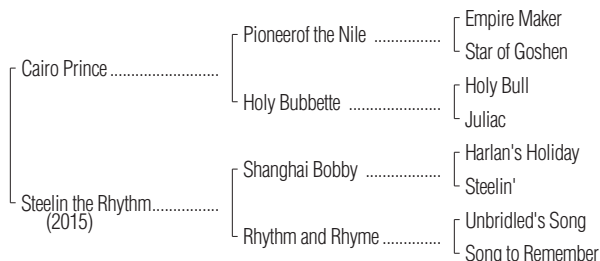 Empire Maker
Pioneerof the Nile ................
Star of Goshen
Cairo Prince ......................
Holy Bull
Holy Bubbette ...................
Juliac
Harlan's Holiday
Shanghai Bobby ...............
Steelin'
Steelin the Rhythm..............
(2015)
Unbridled's Song
Rhythm and Rhyme ............
Song to Remember